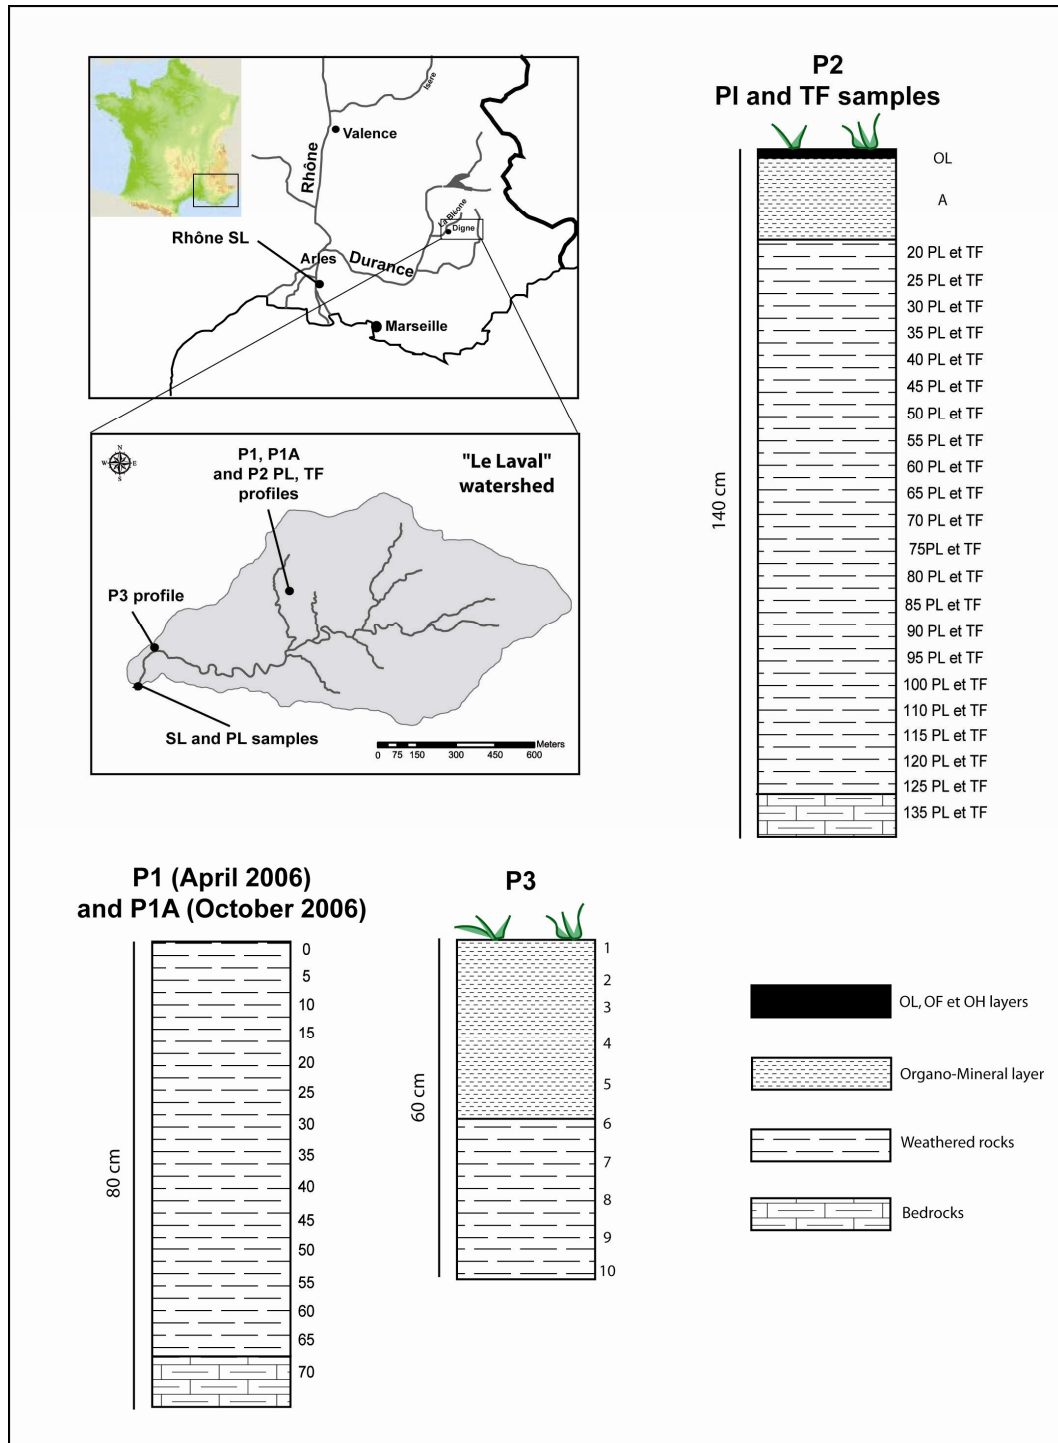 Isère
Valence
Rhône
La Bléone
Digne
Rhône SL
Arles
Durance
Marseille
N
W
E
S
P1, P1A
and P2 PL, TF
profiles
"Le Laval"
watershed
P3 profile
SL and PL samples
Meters
0 75 150 300 450 600
P2
Pl and TF samples
OL
A
20 PL et TF
25 PL et TF
30 PL et TF
35 PL et TF
40 PL et TF
45 PL et TF
50 PL et TF
55 PL et TF
60 PL et TF
65 PL et TF
70 PL et TF
75PL et TF
80 PL et TF
85 PL et TF
90 PL et TF
95 PL et TF
100 PL et TF
110 PL et TF
115 PL et TF
120 PL et TF
125 PL et TF
135 PL et TF
140 cm
P1 (April 2006)
and P1A (October 2006)
0
5
10
15
20
25
30
35
40
45
50
55
60
65
70
80 cm
P3
1
2
3
4
5
6
7
8
9
10
60 cm
OL, OF et OH layers
Organo-Mineral layer
Weathered rocks
Bedrocks